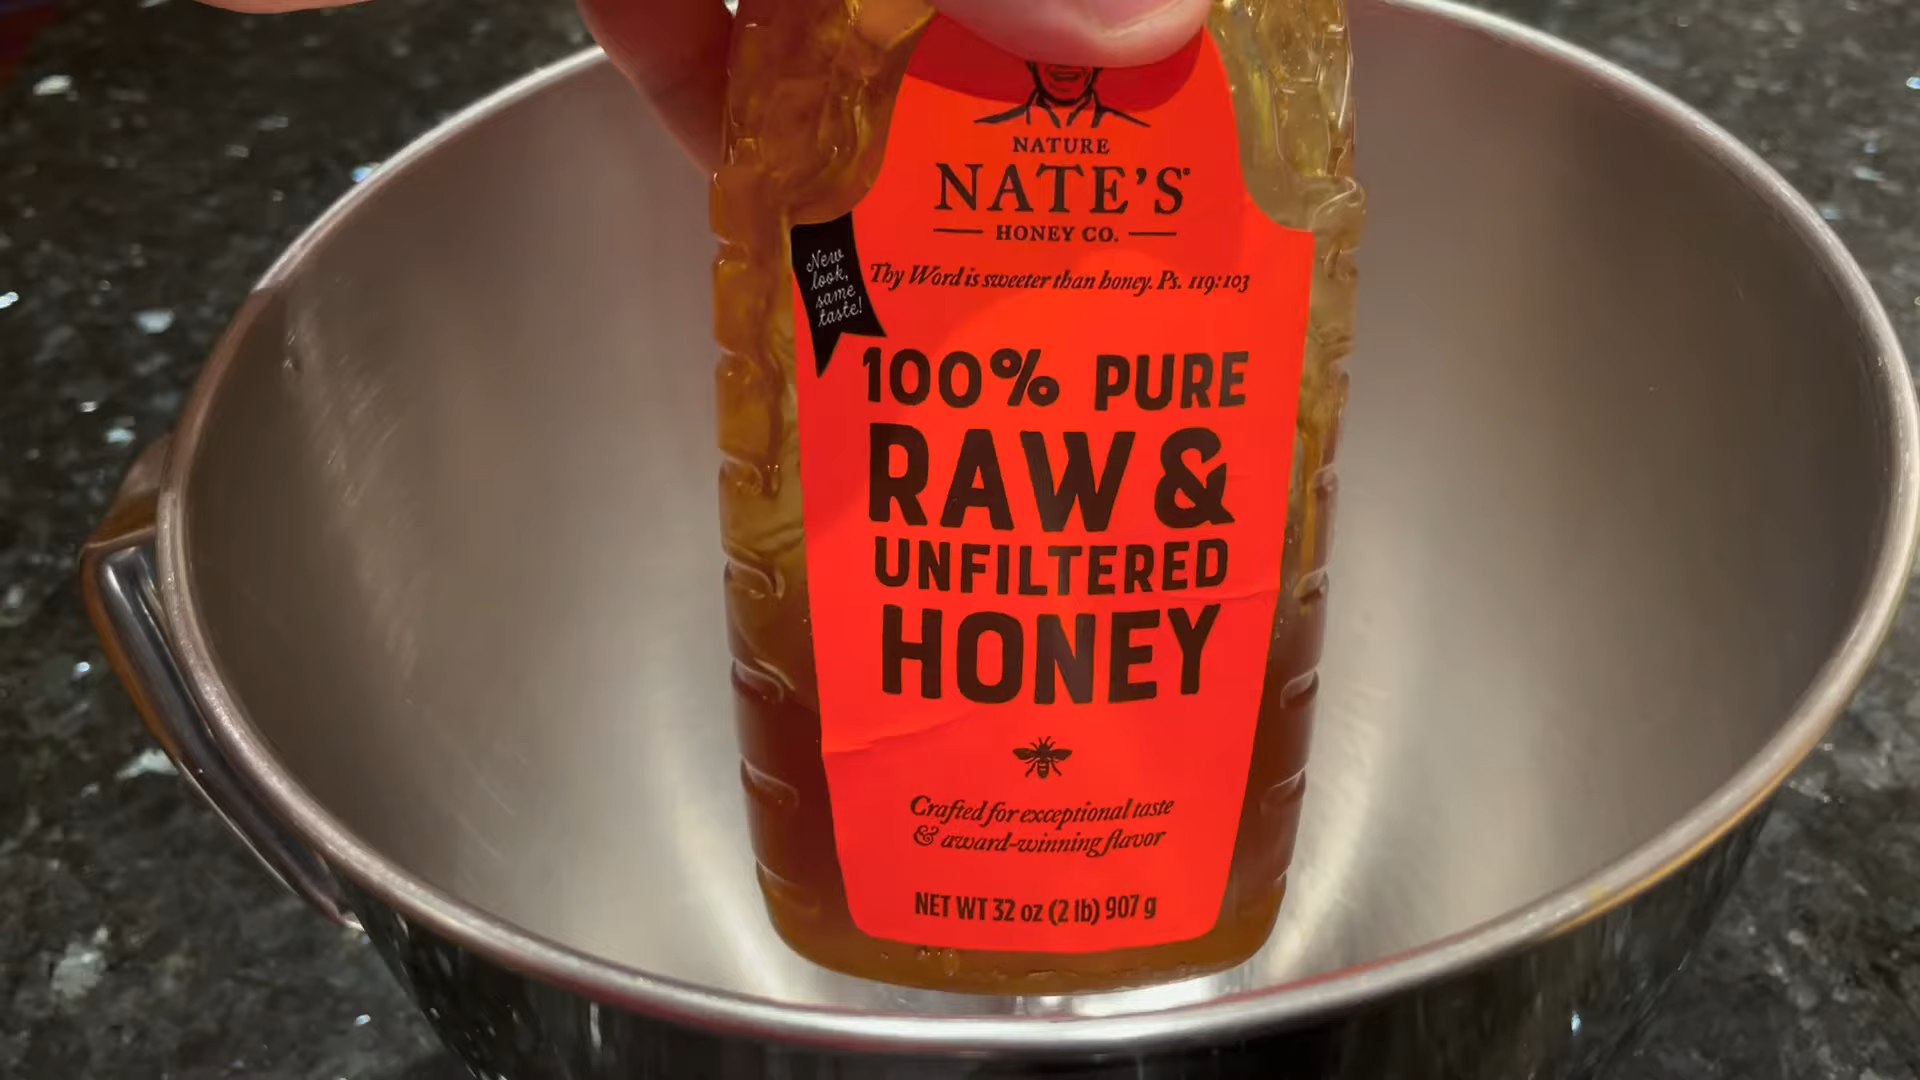 NATURE
NATE'S
HONEY CO.
Thy Word is sweeter than honey. Ps. 119:103
New
look,
same
taste!
100% PURE
RAW &
UNFILTERED
HONEY
Crafted for exceptional taste
& award-winning flavor
NET WT 32 oz (2 lb) 907 g